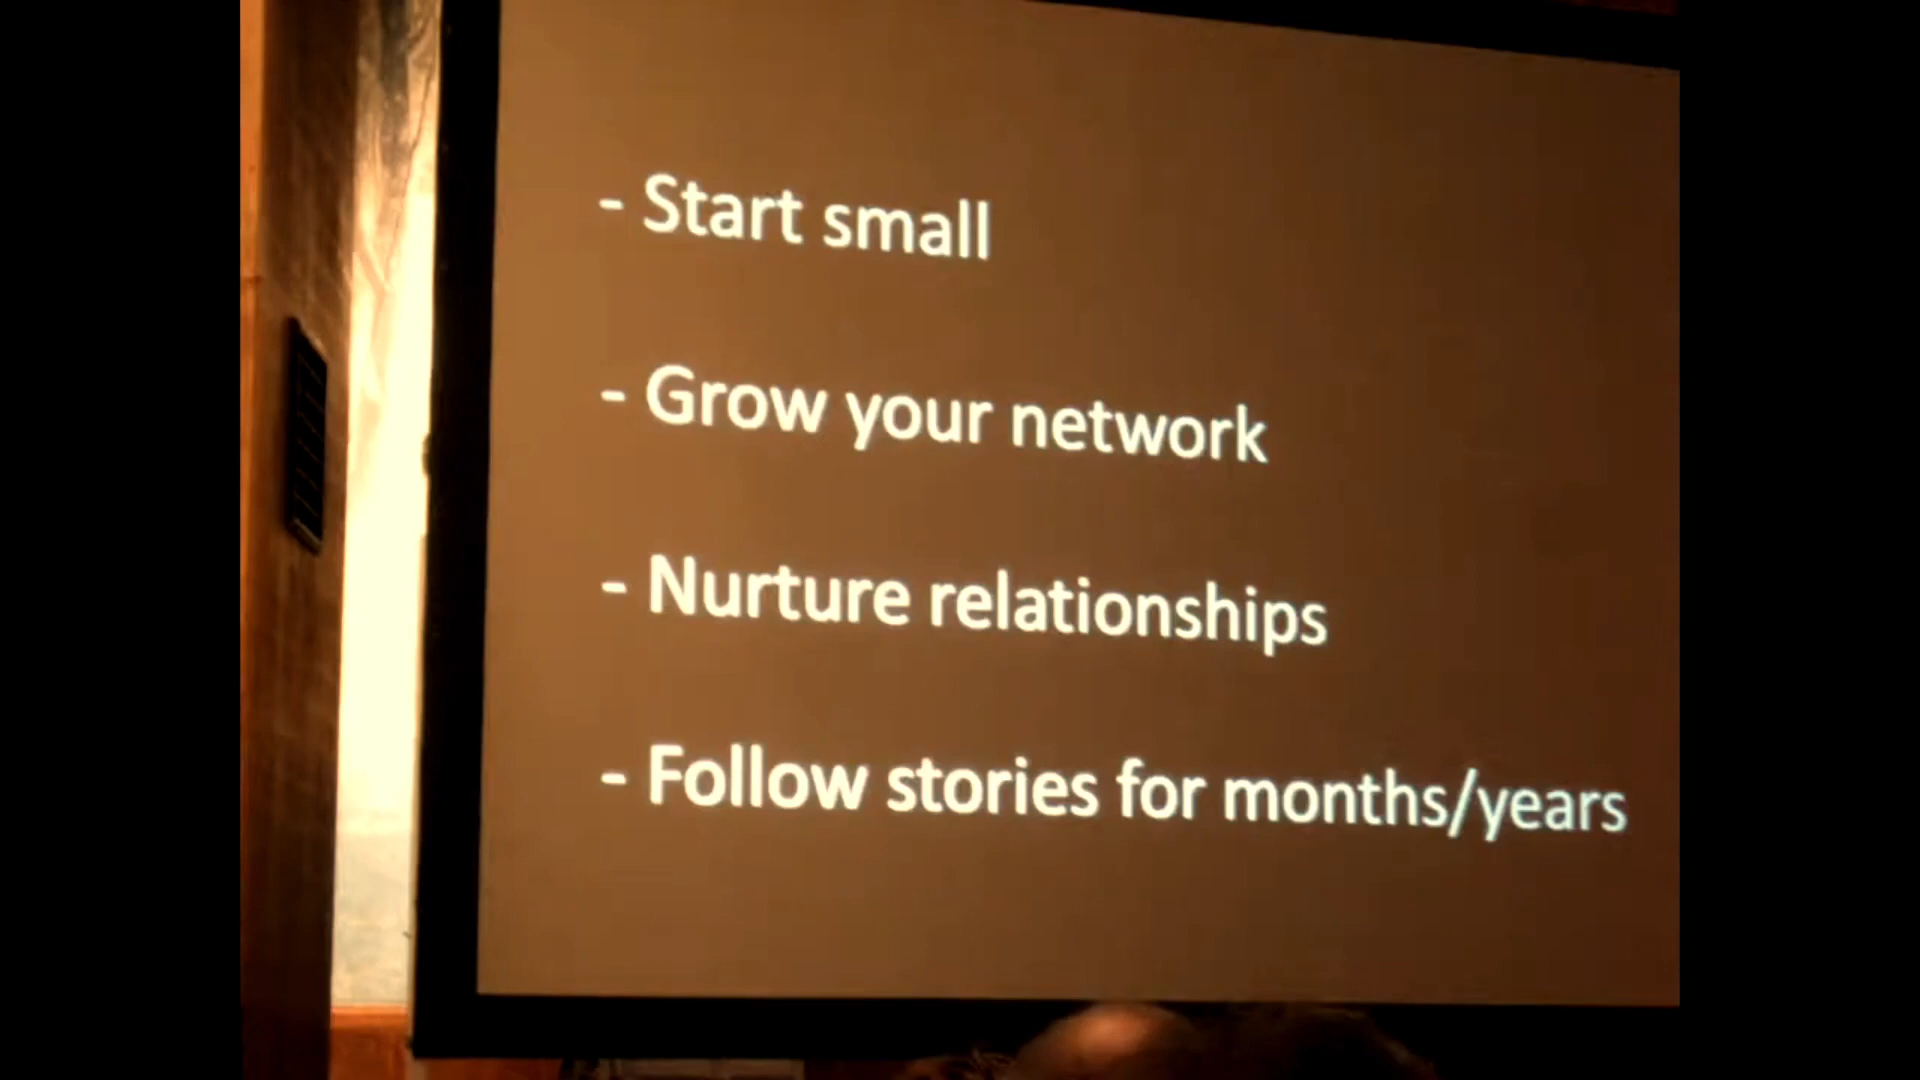 - Start small
- Grow your network
- Nurture relationships
- Follow stories for months/years